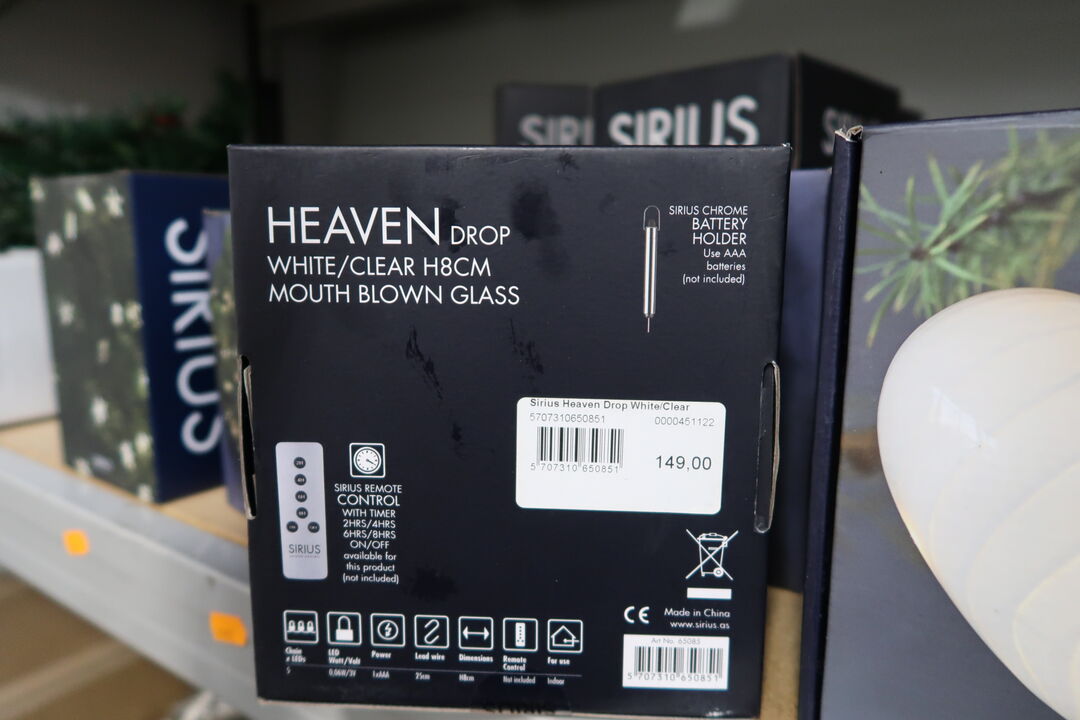 SIRIUS
SIRIUS
HEAVEN DROP
WHITE/CLEAR H8CM
MOUTH BLOWN GLASS
SIRIUS CHROME
BATTERY
HOLDER
Use AAA
batteries
(not included)
Sirius Heaven Drop White/Clear
5707310650851 0000451122
5 707310 650851
149,00
SIRIUS
SIRIUS REMOTE
CONTROL
WITH TIMER
2HRS/4HRS
6HRS/8HRS
ON/OFF
available for
this product
(not included)
CE
Made in China
www.sirius.as
Art No. 65085
5 707310 650851
LED
Watt/Volt
Power
Lead wire
Dimensions
Remote
Control
For use
5
0,06W/3V
1xAAA
25cm
H8cm
Not included
Indoor